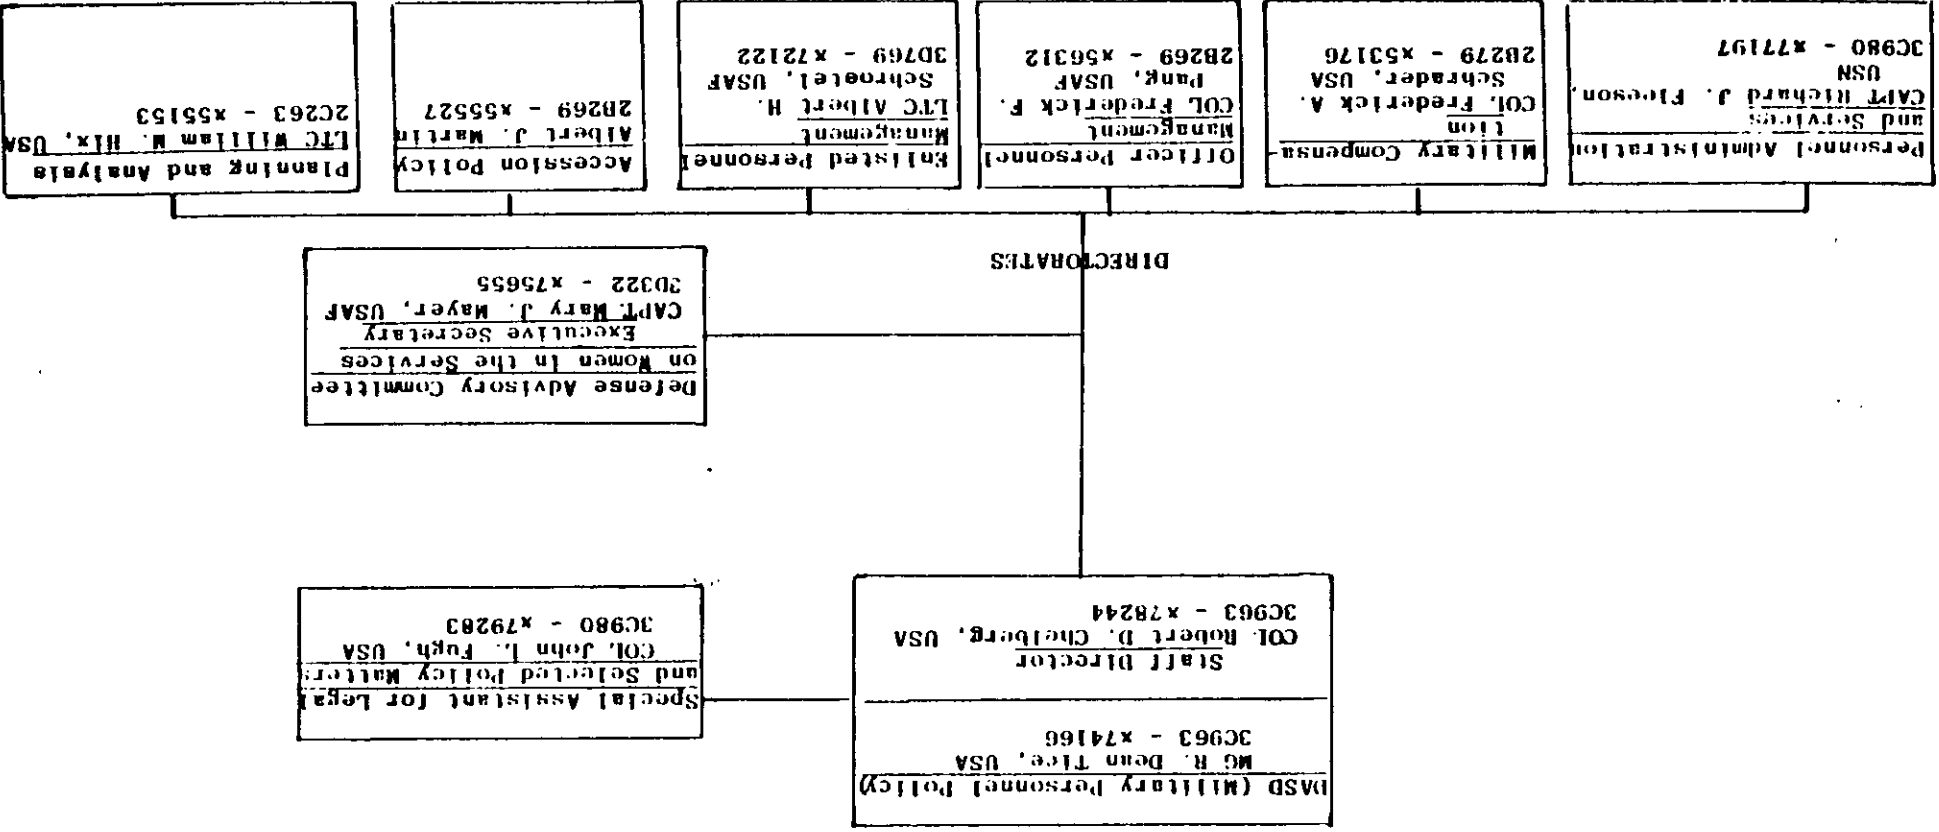 DASD (Military Personnel Policy)
MG R. Dean Tice, USA
3C963 - x74166
Staff Director
COL Robert D. Chelberg, USA
3C963 - x78244
Special Assistant for Legal
and Selected Policy Matters
COL John L. Fugh, USA
3C980 - x79283
Defense Advisory Committee
on Women in the Services
Executive Secretary
CAPT Mary J. Mayer, USAF
3D322 - x75655
DIRECTORATES
Personnel Administration
and Services
CAPT Richard J. Fleeson,
USN
3C980 - x77197
Military Compensa-
tion
COL Frederick A.
Schrader, USA
2B279 - x53176
Officer Personnel
Management
COL Frederick F.
Pang, USAF
2B269 - x56312
Enlisted Personnel
Management
LTC Albert H.
Schroetel, USAF
3D769 - x72122
Accession Policy
Albert J. Martin
2B269 - x55527
Planning and Analysis
LTC William M. Hix, USA
2C263 - x55153